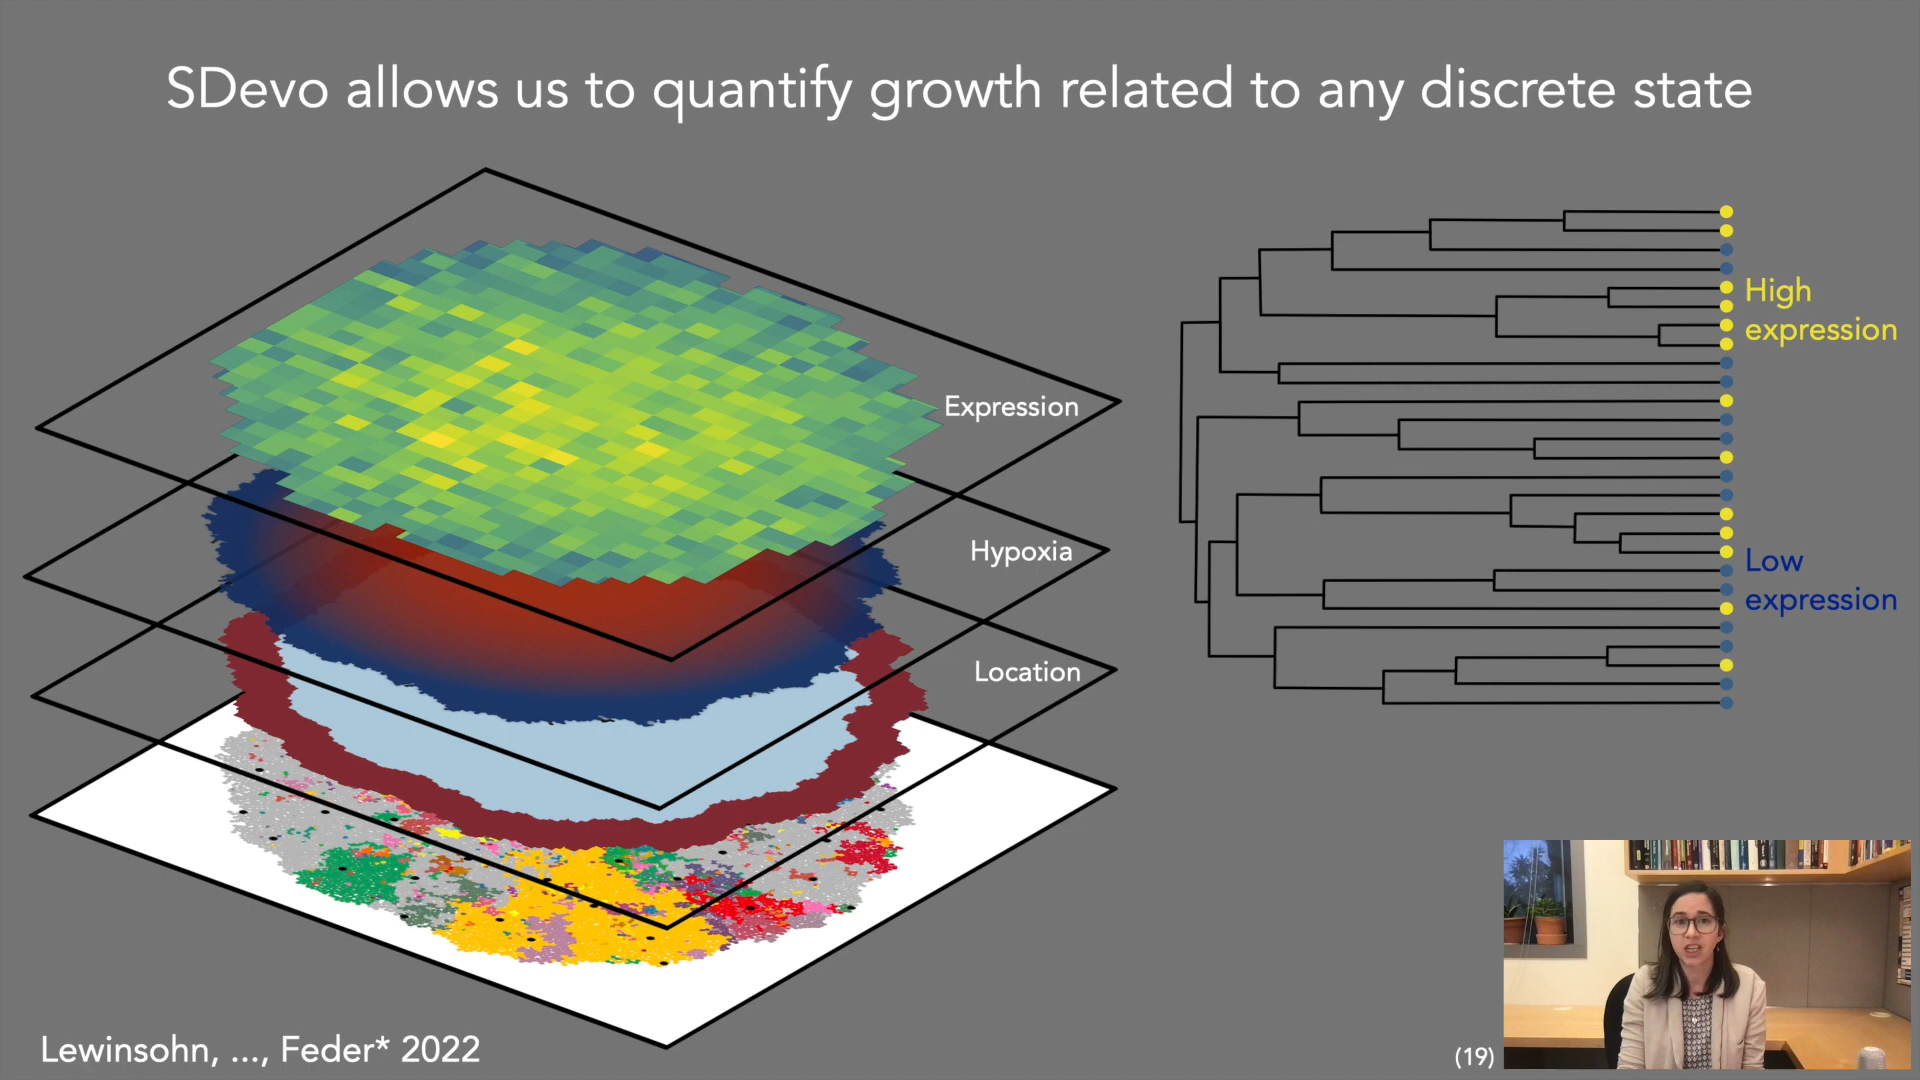 SDevo allows us to quantify growth related to any discrete state
Expression
Hypoxia
Location
High
expression
Low
expression
Lewinsohn, ..., Feder* 2022
(19)